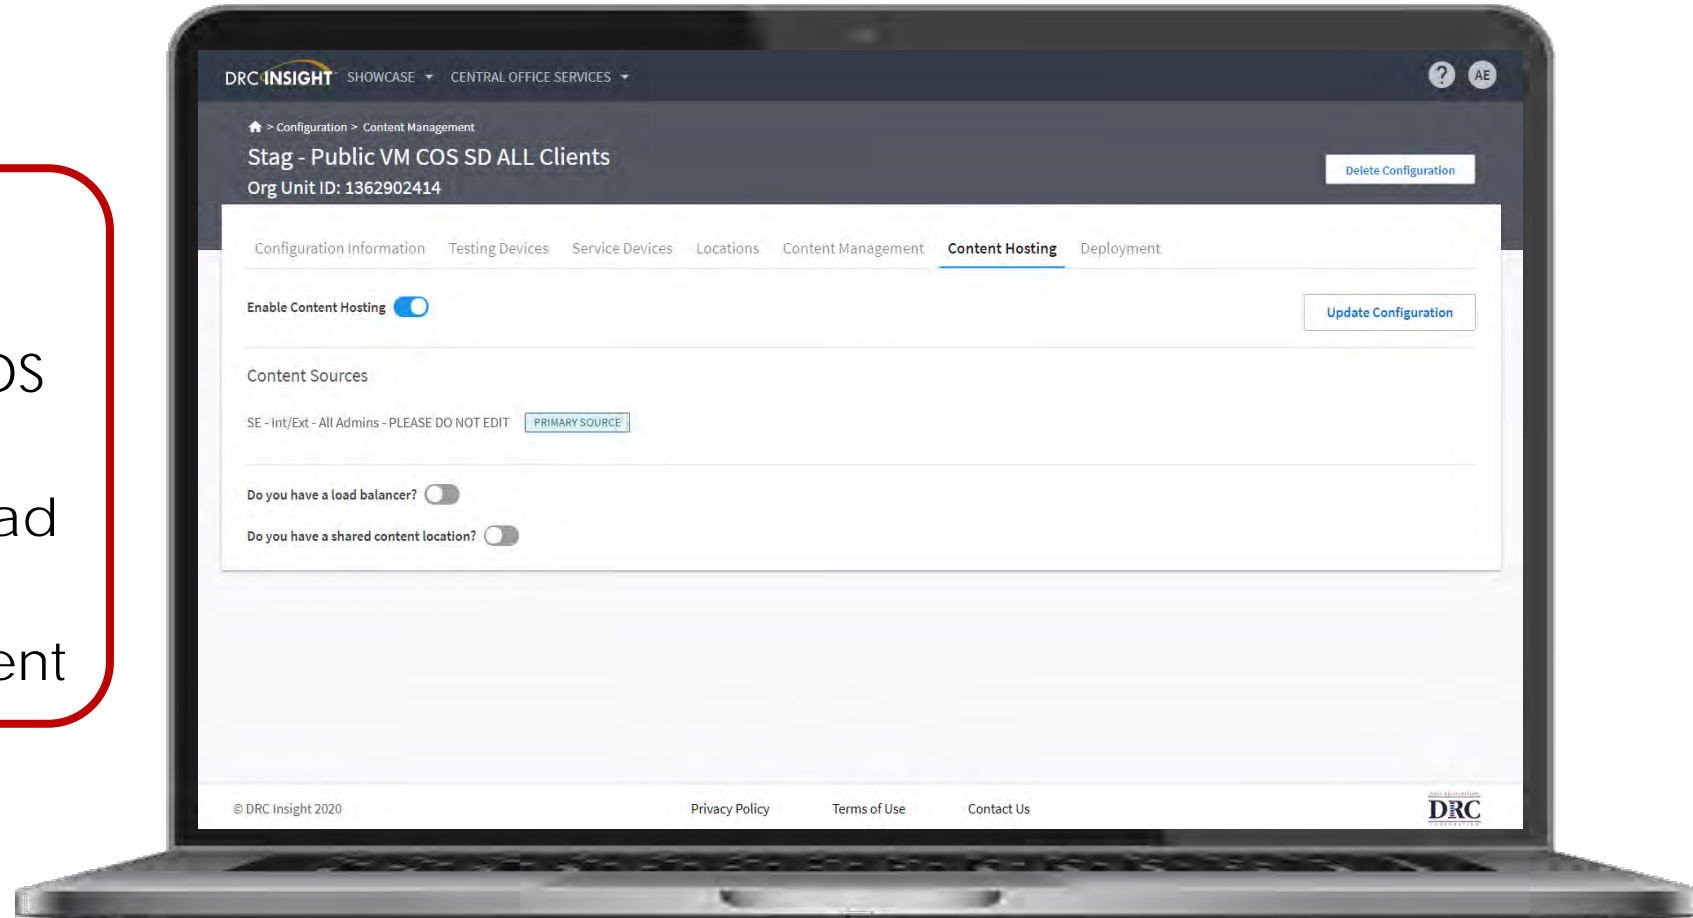 OS
ad
ent
DRC INSIGHT SHOWCASE CENTRAL OFFICE SERVICES ? AE
> Configuration > Content Management
Stag - Public VM COS SD ALL Clients
Org Unit ID: 1362902414
Delete Configuration
Configuration Information Testing Devices Service Devices Locations Content Management Content Hosting Deployment
Enable Content Hosting
Update Configuration
Content Sources
SE - Int/Ext - All Admins - PLEASE DO NOT EDIT PRIMARY SOURCE
Do you have a load balancer?
Do you have a shared content location?
© DRC Insight 2020 Privacy Policy Terms of Use Contact Us
DRC